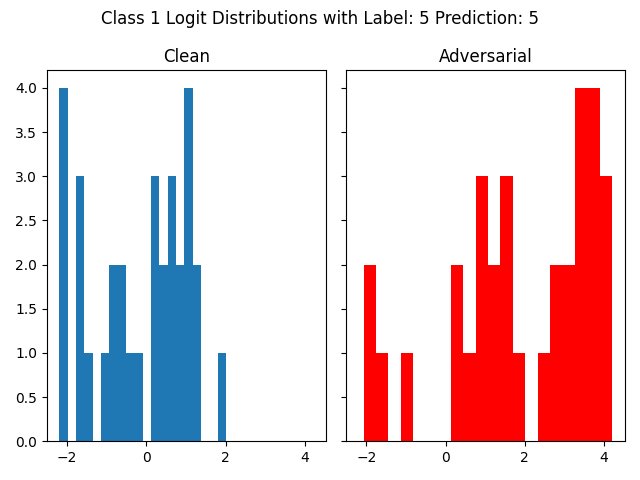 Class 1 Logit Distributions with Label: 5 Prediction: 5
Clean
Adversarial
4.0
3.5
3.0
2.5
2.0
1.5
1.0
0.5
0.0
−2 0 2 4
−2 0 2 4